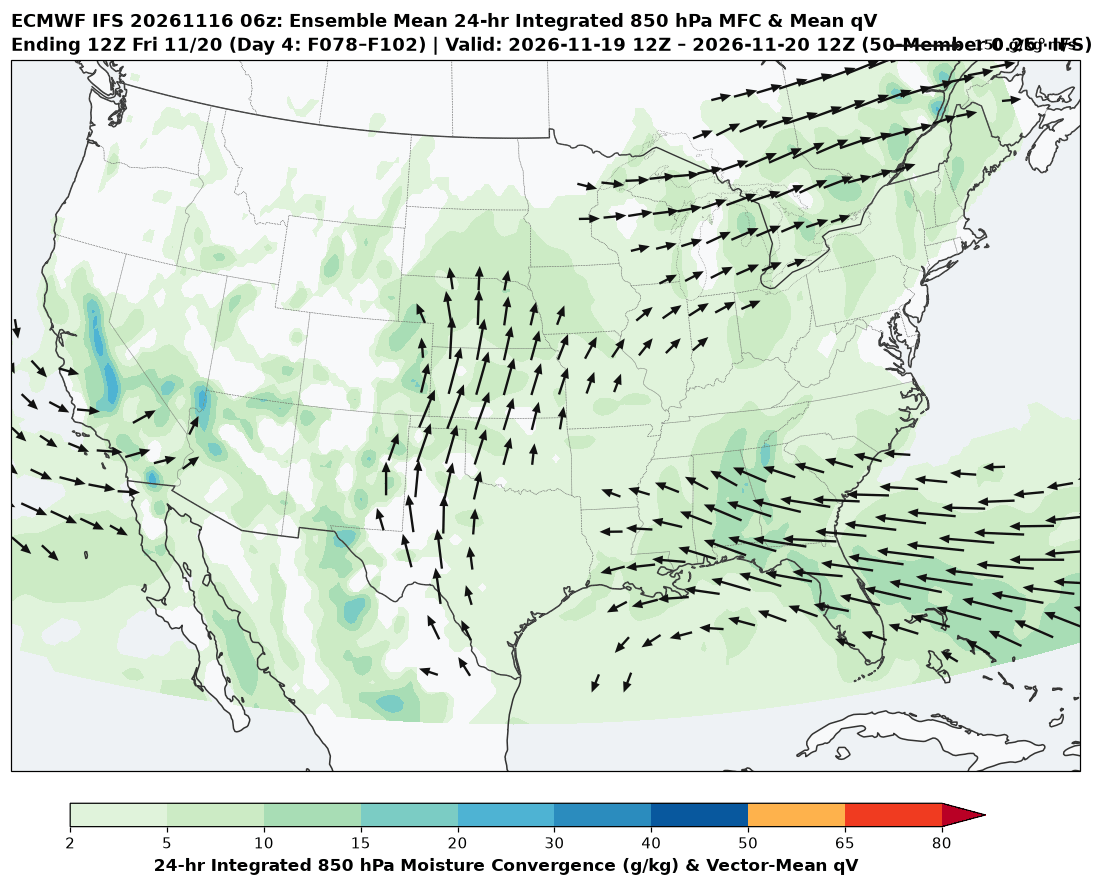 ECMWF IFS 20261116 06z: Ensemble Mean 24-hr Integrated 850 hPa MFC & Mean qV
Ending 12Z Fri 11/20 (Day 4: F078–F102) | Valid: 2026-11-19 12Z – 2026-11-20 12Z (50-Member 0.25° IFS)
2 5 10 15 20 30 40 50 65 80
24-hr Integrated 850 hPa Moisture Convergence (g/kg) & Vector-Mean qV